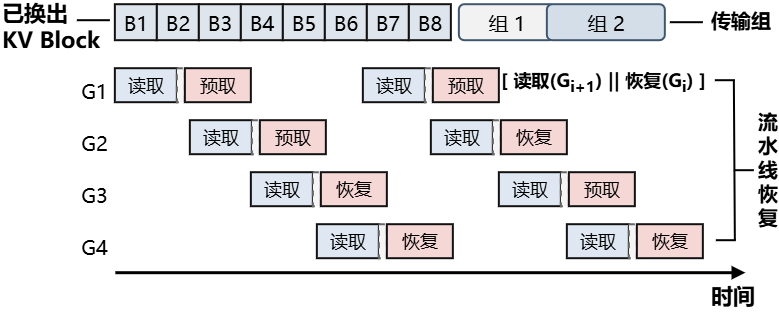 已换出
KV Block
B1 B2 B3 B4 B5 B6 B7 B8
组 1 组 2
传输组
G1 读取 预取 读取 预取 [ 读取(Gi+1) || 恢复(Gi) ]
G2 读取 预取 读取 恢复
G3 读取 恢复 读取 预取
G4 读取 恢复 读取 恢复
流水线恢复
时间